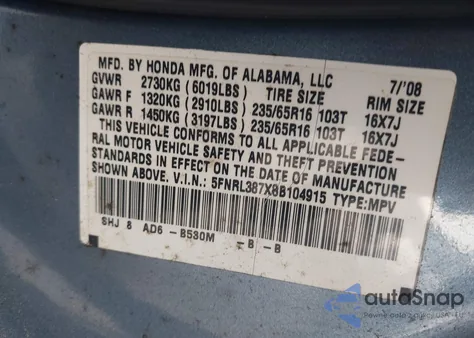 MFD. BY HONDA MFG. OF ALABAMA, LLC 7/'08
GVWR 2730KG (6019LBS) TIRE SIZE RIM SIZE
GAWR F 1320KG (2910LBS) 235/65R16 103T 16X7J
GAWR R 1450KG (3197LBS) 235/65R16 103T 16X7J
THIS VEHICLE CONFORMS TO ALL APPLICABLE FEDE-
RAL MOTOR VEHICLE SAFETY AND THEFT PREVENTION
STANDARDS IN EFFECT ON THE DATE OF MANUFACTURE
SHOWN ABOVE. V.I.N.: 5FNRL387X8B104915 TYPE:MPV
SHJ 8 AD6 -B530M -B -B
autoSnap